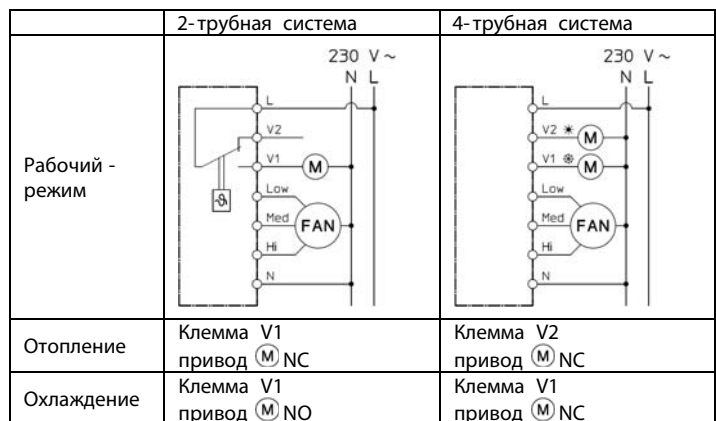 2-трубная система
4-трубная система
Рабочий -
режим
230 V ~
N L
L
V2
V1 M
Low
Med FAN
Hi
N
230 V ~
N L
L
V2 ☀ M
V1 ❄ M
Low
Med FAN
Hi
N
Отопление
Клемма V1
привод Ⓜ NC
Клемма V2
привод Ⓜ NC
Охлаждение
Клемма V1
привод Ⓜ NO
Клемма V1
привод Ⓜ NC